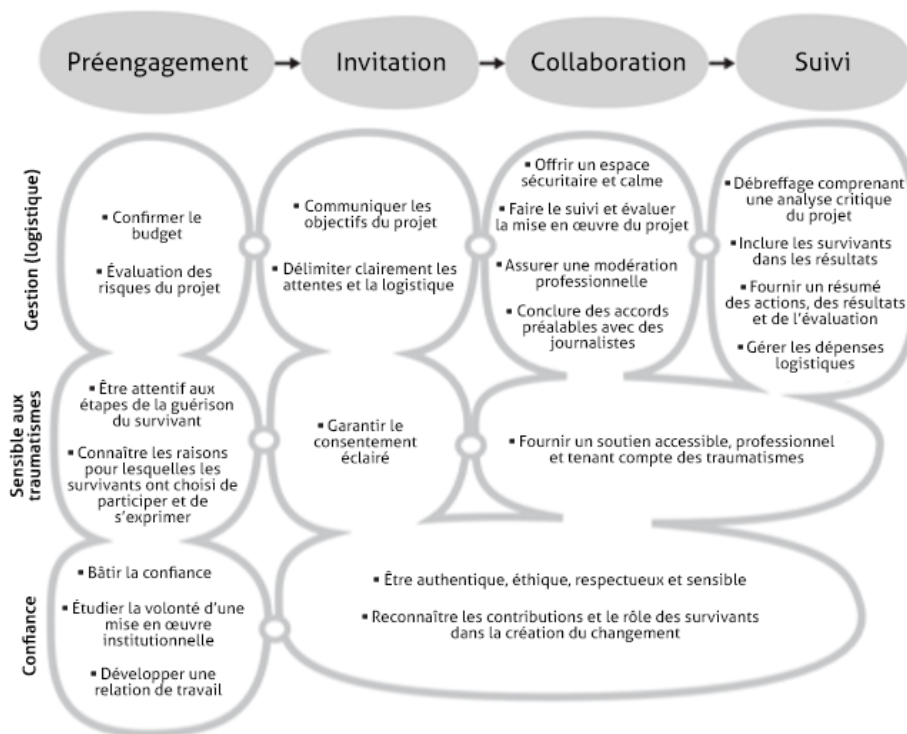 Préengagement
Invitation
Collaboration
Suivi
Gestion (logistique)
▪ Confirmer le
budget
▪ Évaluation des
risques du projet
▪ Communiquer les
objectifs du projet
▪ Délimiter clairement les
attentes et la logistique
▪ Offrir un espace
sécuritaire et calme
▪ Faire le suivi et évaluer
la mise en œuvre du projet
▪ Assurer une modération
professionnelle
▪ Conclure des accords
préalables avec des
journalistes
▪ Débreffage comprenant
une analyse critique
du projet
▪ Inclure les survivants
dans les résultats
▪ Fournir un résumé
des actions, des résultats
et de l’évaluation
▪ Gérer les dépenses
logistiques
Sensible aux
traumatismes
▪ Être attentif aux
étapes de la guérison
du survivant
▪ Connaître les raisons
pour lesquelles les
survivants ont choisi de
participer et de
s’exprimer
▪ Garantir le
consentement
éclairé
▪ Fournir un soutien accessible, professionnel
et tenant compte des traumatismes
Confiance
▪ Bâtir la confiance
▪ Étudier la volonté d’une
mise en œuvre
institutionnelle
▪ Développer une
relation de travail
▪ Être authentique, éthique, respectueux et sensible
▪ Reconnaître les contributions et le rôle des survivants
dans la création du changement